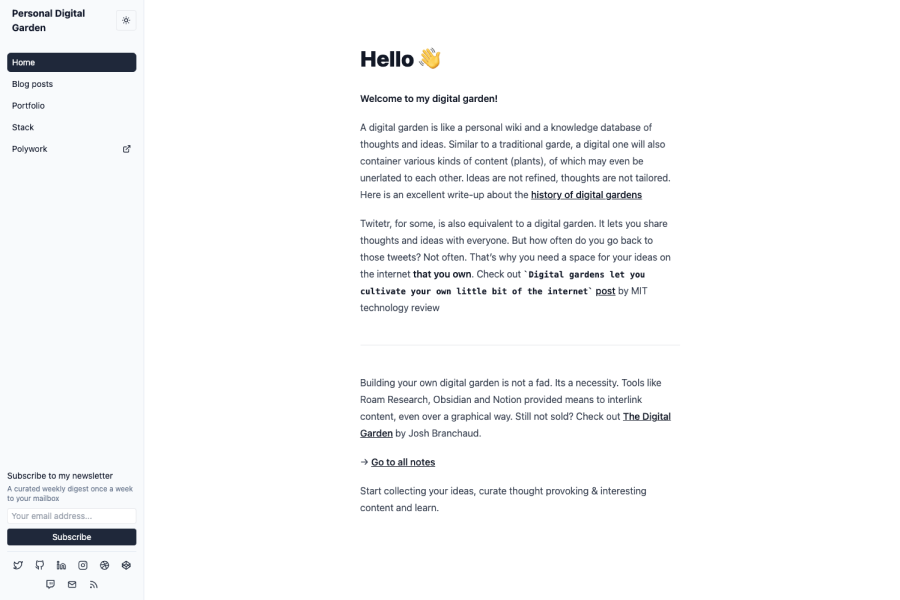 Personal Digital
Garden
Home
Blog posts
Portfolio
Stack
Polywork
Subscribe to my newsletter
A curated weekly digest once a week
to your mailbox
Your email address...
Subscribe
Hello 👋
Welcome to my digital garden!
A digital garden is like a personal wiki and a knowledge database of
thoughts and ideas. Similar to a traditional garde, a digital one will also
container various kinds of content (plants), of which may even be
unerlated to each other. Ideas are not refined, thoughts are not tailored.
Here is an excellent write-up about the history of digital gardens
Twitetr, for some, is also equivalent to a digital garden. It lets you share
thoughts and ideas with everyone. But how often do you go back to
those tweets? Not often. That's why you need a space for your ideas on
the internet that you own. Check out `Digital gardens let you
cultivate your own little bit of the internet` post by MIT
technology review
Building your own digital garden is not a fad. Its a necessity. Tools like
Roam Research, Obsidian and Notion provided means to interlink
content, even over a graphical way. Still not sold? Check out The Digital
Garden by Josh Branchaud.
→ Go to all notes
Start collecting your ideas, curate thought provoking & interesting
content and learn.